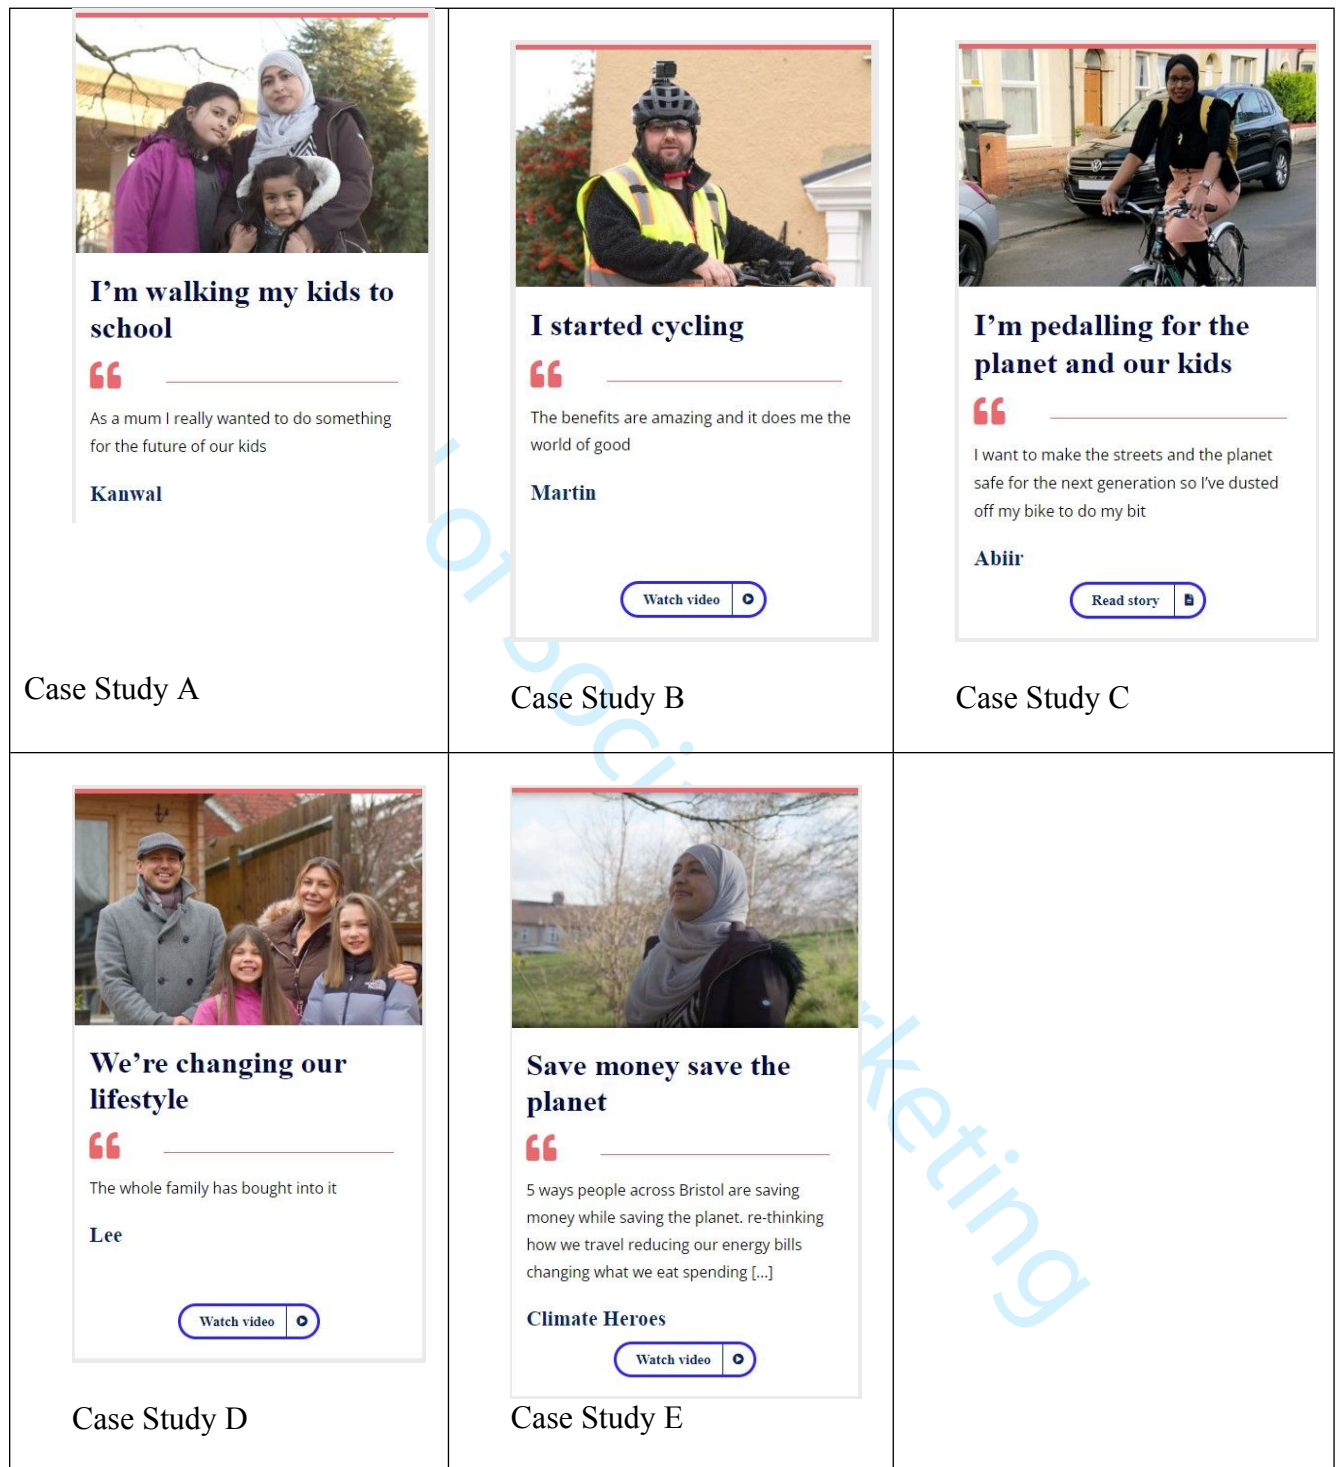 I’m walking my kids to
school
As a mum I really wanted to do something
for the future of our kids
Kanwal
Case Study A
I started cycling
The benefits are amazing and it does me the
world of good
Martin
Watch video
Case Study B
I’m pedalling for the
planet and our kids
I want to make the streets and the planet
safe for the next generation so I’ve dusted
off my bike to do my bit
Abiir
Read story
Case Study C
We’re changing our
lifestyle
The whole family has bought into it
Lee
Watch video
Case Study D
Save money save the
planet
5 ways people across Bristol are saving
money while saving the planet. re-thinking
how we travel reducing our energy bills
changing what we eat spending [...]
Climate Heroes
Watch video
Case Study E